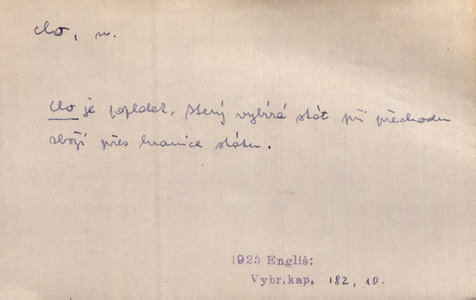 clo, n.
clo je poplatek, který vybírá stát při přechodu
zboží přes hranice státu.
1925 Engliš:
Vybr.kap. 182, 10.